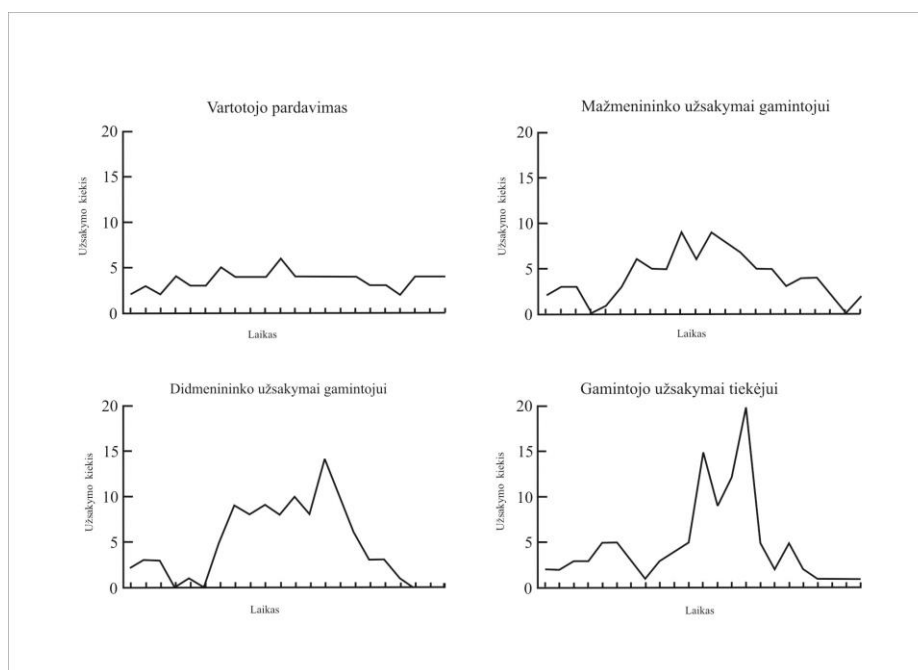 Vartotojo pardavimas
20
15
10
5
0
Užsakymo kiekis
Laikas
Mažmenininko užsakymai gamintojui
20
15
10
5
0
Užsakymo kiekis
Laikas
Didmenininko užsakymai gamintojui
20
15
10
5
0
Užsakymo kiekis
Laikas
Gamintojo užsakymai tiekėjui
20
15
10
5
0
Užsakymo kiekis
Laikas